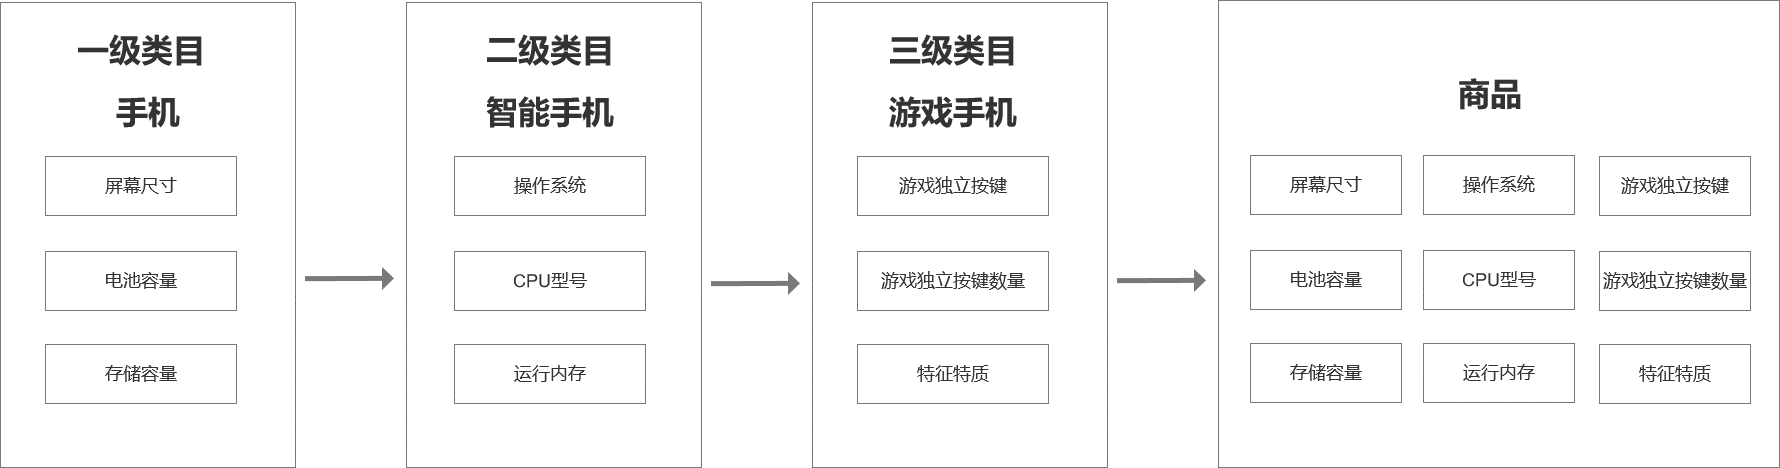 一级类目
手机
屏幕尺寸
电池容量
存储容量
二级类目
智能手机
操作系统
CPU型号
运行内存
三级类目
游戏手机
游戏独立按键
游戏独立按键数量
特征特质
商品
屏幕尺寸
操作系统
游戏独立按键
电池容量
CPU型号
游戏独立按键数量
存储容量
运行内存
特征特质